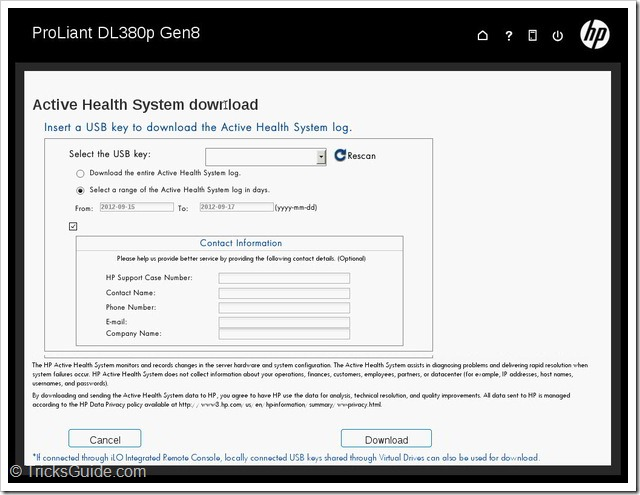 ProLiant DL380p Gen8
?
hp
Active Health System download
Insert a USB key to download the Active Health System log.
Select the USB key:
Rescan
Download the entire Active Health System log.
Select a range of the Active Health System log in days.
From: 2012-09-15 To: 2012-09-17 (yyyy-mm-dd)
Contact Information
Please help us provide better service by providing the following contact details. (Optional)
HP Support Case Number:
Contact Name:
Phone Number:
E-mail:
Company Name:
The HP Active Health System monitors and records changes in the server hardware and system configuration. The Active Health System assists in diagnosing problems and delivering rapid resolution when
system failures occur. HP Active Health System does not collect information about your operations, finances, customers, employees, partners, or datacenter (for example, IP addresses, host names,
usernames, and passwords).
By downloading and sending the Active Health System data to HP, you agree to have HP use the data for analysis, technical resolution, and quality improvements. All data sent to HP is managed
according to the HP Data Privacy policy available at http://www8.hp.com/us/en/hpinformation/summary/wwprivacy.html.
Cancel
Download
*If connected through iLO Integrated Remote Console, locally connected USB keys shared through Virtual Drives can also be used for download.
© TricksGuide.com